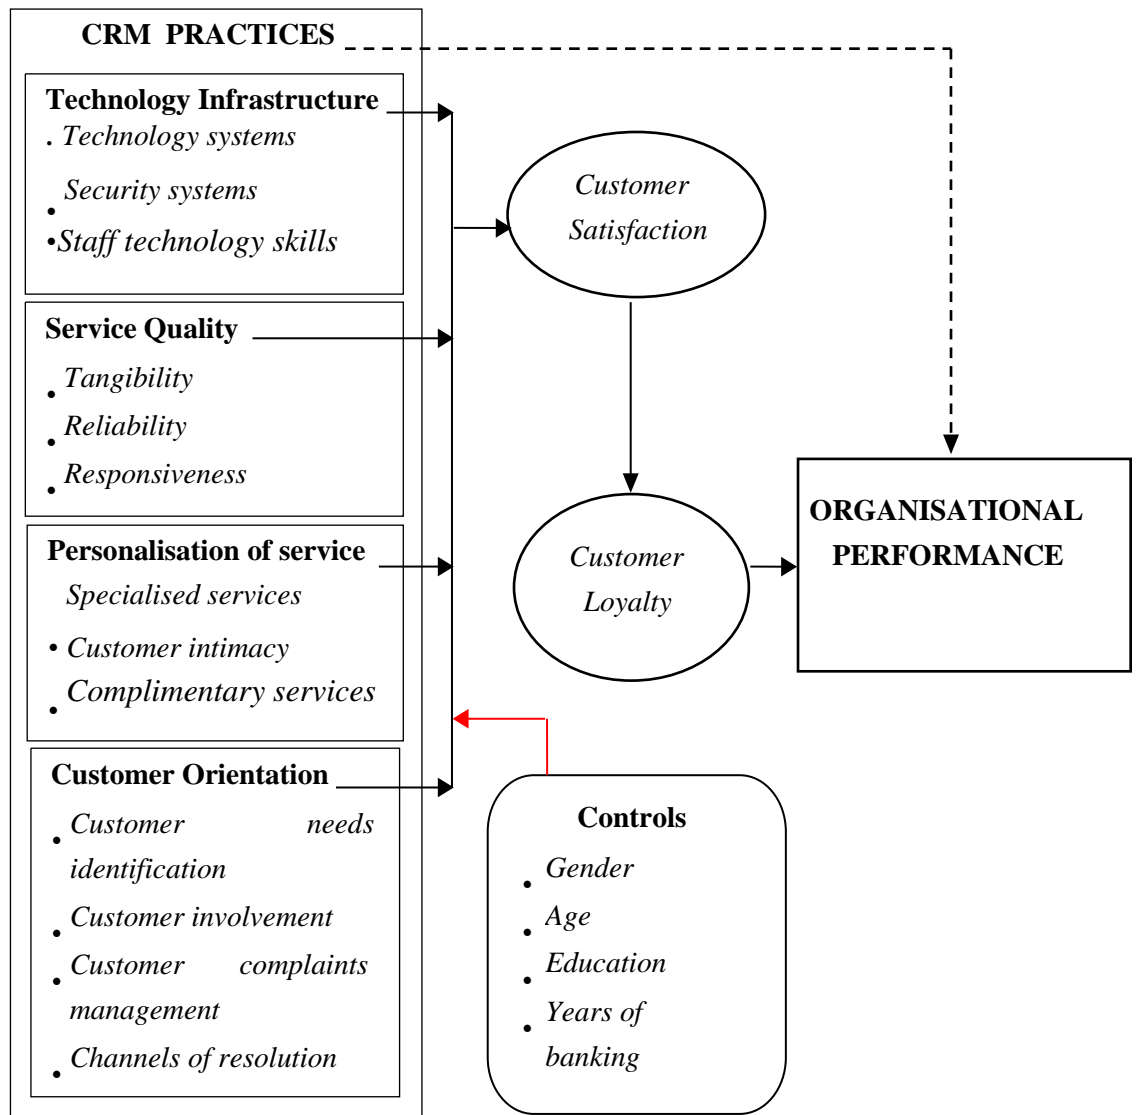 CRM PRACTICES
Technology Infrastructure
. Technology systems
• Security systems
•Staff technology skills
Service Quality
• Tangibility
• Reliability
• Responsiveness
Personalisation of service
Specialised services
• Customer intimacy
• Complimentary services
Customer Orientation
• Customer needs
identification
• Customer involvement
• Customer complaints
management
• Channels of resolution
Customer
Satisfaction
Customer
Loyalty
ORGANISATIONAL
PERFORMANCE
Controls
• Gender
• Age
• Education
• Years of
banking